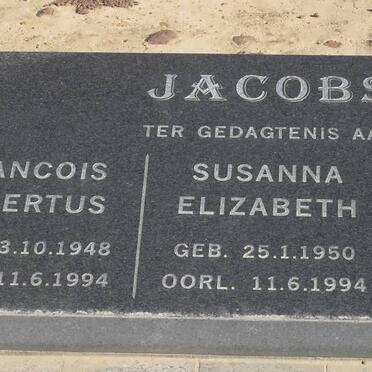 JACOBS
TER GEDAGTENIS AA
ANCOIS
ERTUS
3.10.1948
11.6.1994
SUSANNA
ELIZABETH
GEB. 25.1.1950
OORL. 11.6.1994